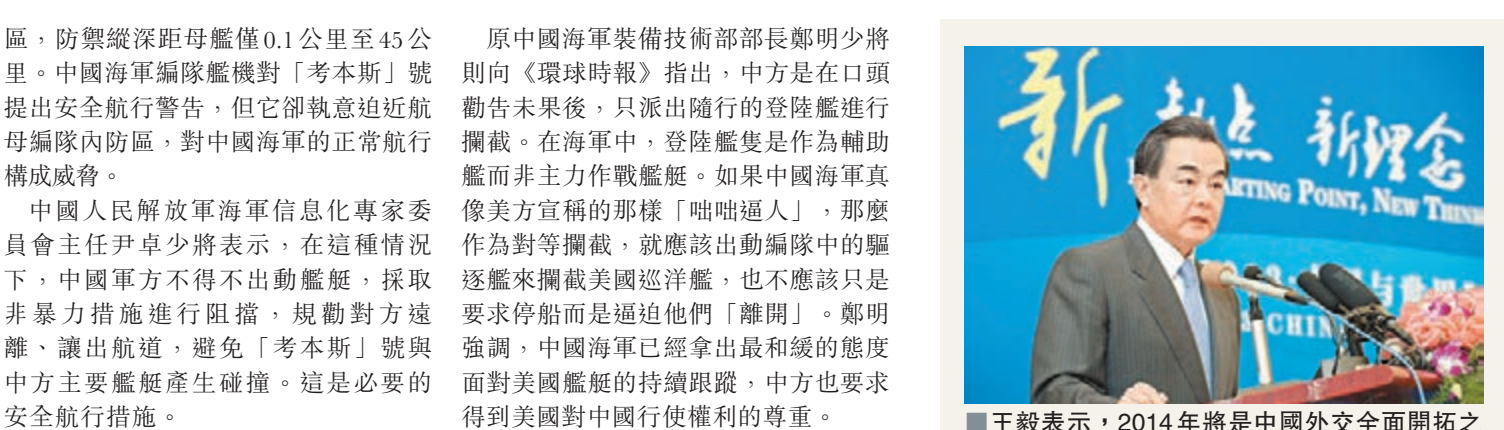 區，防禦縱深距母艦僅0.1公里至45公
里。中國海軍編隊艦機對「考本斯」號
提出安全航行警告，但它卻執意迫近航
母編隊內防區，對中國海軍的正常航行
構成威脅。
中國人民解放軍海軍信息化專家委
員會主任尹卓少將表示，在這種情況
下，中國軍方不得不出動艦艇，採取
非暴力措施進行阻擋，規勸對方遠
離、讓出航道，避免「考本斯」號與
中方主要艦艇產生碰撞。這是必要的
安全航行措施。
原中國海軍裝備技術部部長鄭明少將
則向《環球時報》指出，中方是在口頭
勸告未果後，只派出隨行的登陸艦進行
攔截。在海軍中，登陸艦隻是作為輔助
艦而非主力作戰艦艇。如果中國海軍真
像美方宣稱的那樣「咄咄逼人」，那麼
作為對等攔截，就應該出動編隊中的驅
逐艦來攔截美國巡洋艦，也不應該只是
要求停船而是逼迫他們「離開」。鄭明
強調，中國海軍已經拿出最和緩的態度
面對美國艦艇的持續跟蹤，中方也要求
得到美國對中國行使權利的尊重。
新 点 新理念
POINT, NEW
■王毅表示，2014年將是中國外交全面開拓之